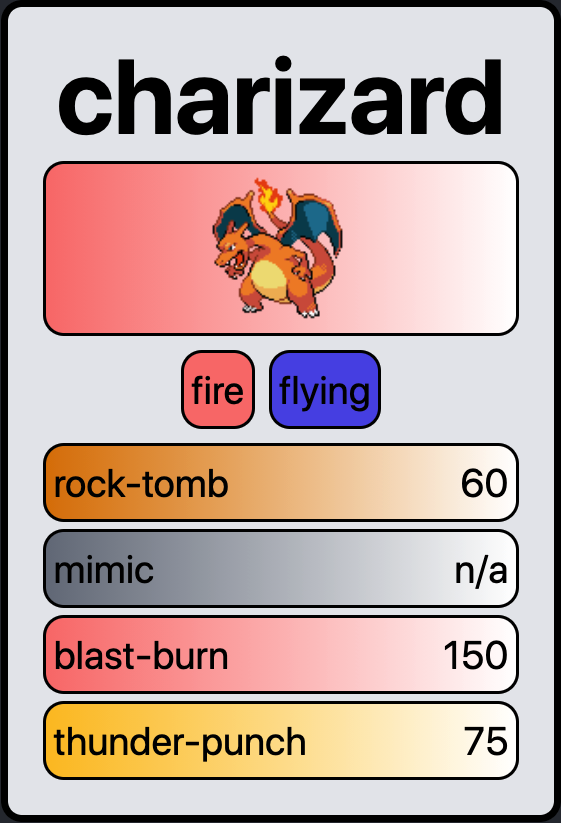 charizard
fire flying
rock-tomb 60
mimic n/a
blast-burn 150
thunder-punch 75